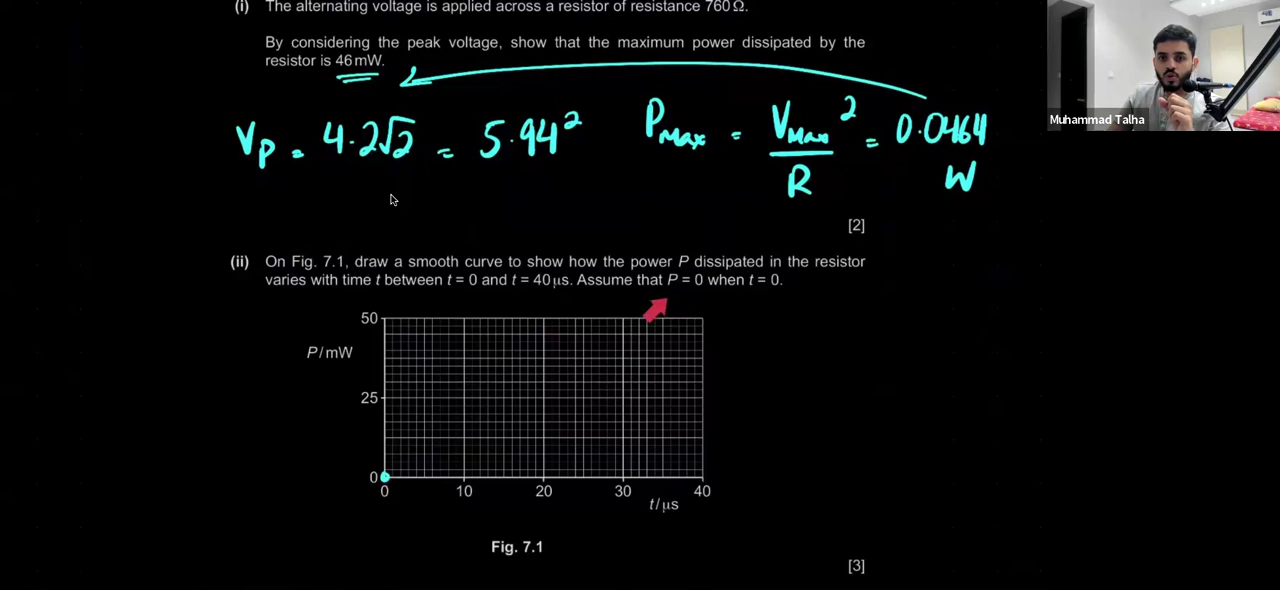 (i) The alternating voltage is applied across a resistor of resistance 760 Ω.
By considering the peak voltage, show that the maximum power dissipated by the
resistor is 46 mW.
Vp = 4.2√2 = 5.94² Pmax = Vmax² / R = 0.0464 W
Muhammad Talha
[2]
(ii) On Fig. 7.1, draw a smooth curve to show how the power P dissipated in the resistor
varies with time t between t = 0 and t = 40 μs. Assume that P = 0 when t = 0.
50
P / mW
25
0
0 10 20 30 40
t / μs
Fig. 7.1
[3]